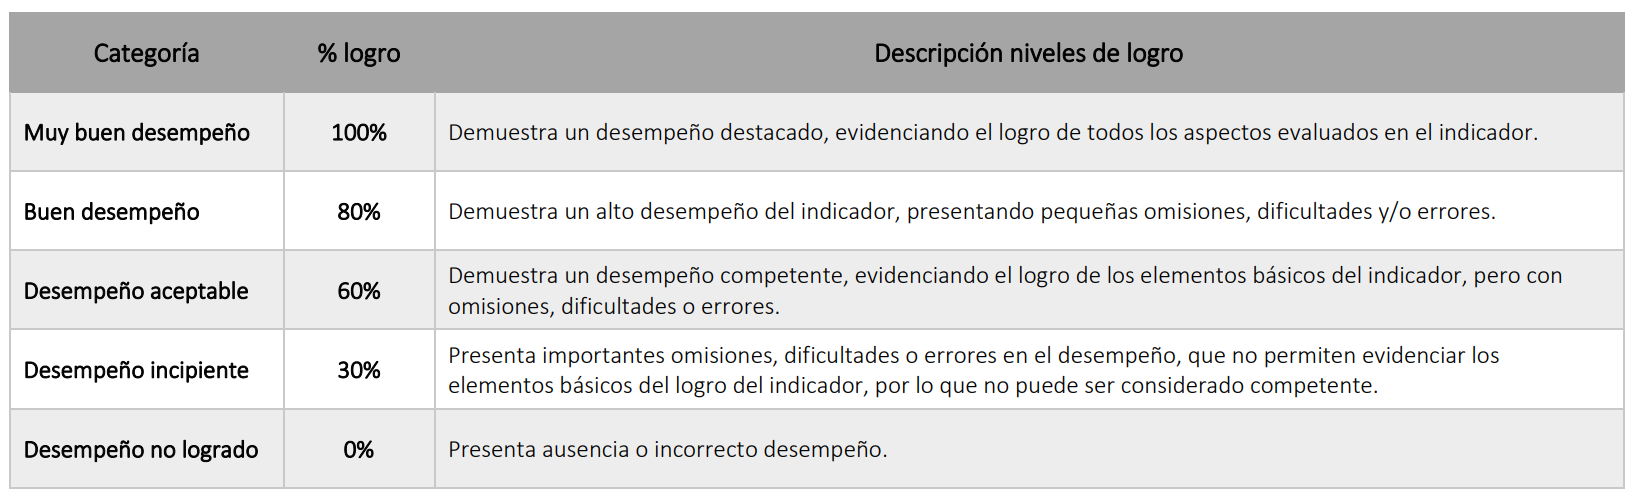 Categoría % logro Descripción niveles de logro
Muy buen desempeño 100% Demuestra un desempeño destacado, evidenciando el logro de todos los aspectos evaluados en el indicador.
Buen desempeño 80% Demuestra un alto desempeño del indicador, presentando pequeñas omisiones, dificultades y/o errores.
Desempeño aceptable 60% Demuestra un desempeño competente, evidenciando el logro de los elementos básicos del indicador, pero con
omisiones, dificultades o errores.
Desempeño incipiente 30% Presenta importantes omisiones, dificultades o errores en el desempeño, que no permiten evidenciar los
elementos básicos del logro del indicador, por lo que no puede ser considerado competente.
Desempeño no logrado 0% Presenta ausencia o incorrecto desempeño.